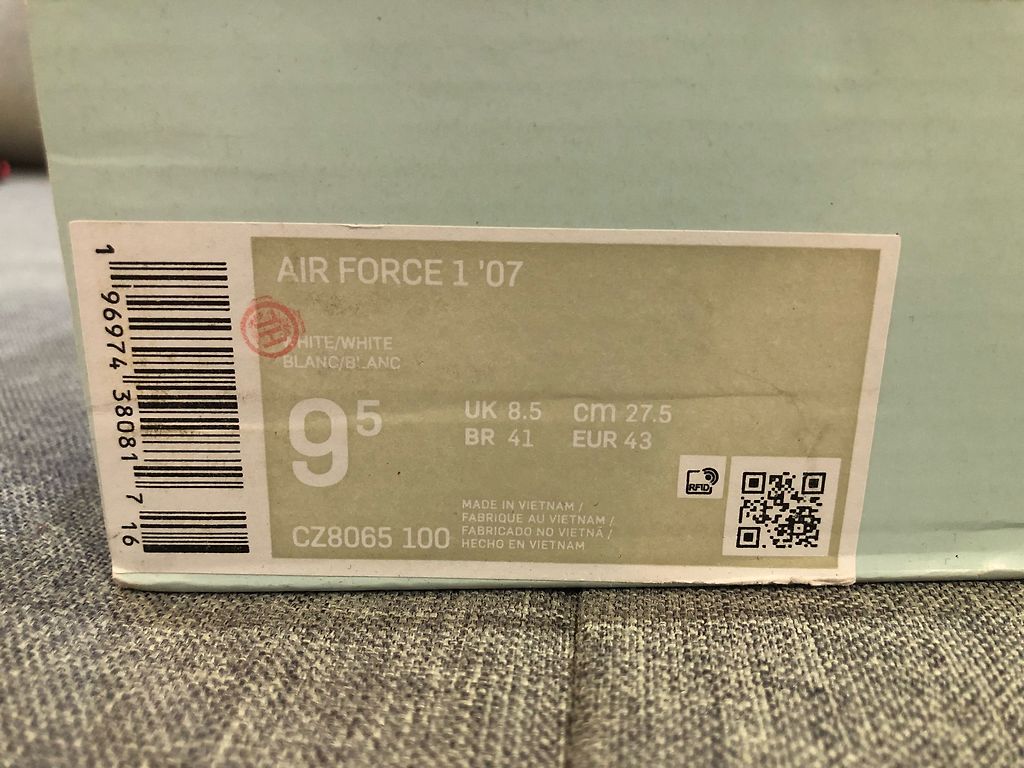 AIR FORCE 1 '07
WHITE/WHITE
BLANC/BLANC
9 5
UK 8.5 cm 27.5
BR 41 EUR 43
CZ8065 100
MADE IN VIETNAM /
FABRIQUE AU VIETNAM /
FABRICADO NO VIETNÃ /
HECHO EN VIETNAM
RFID
1 96974 38081 7 16